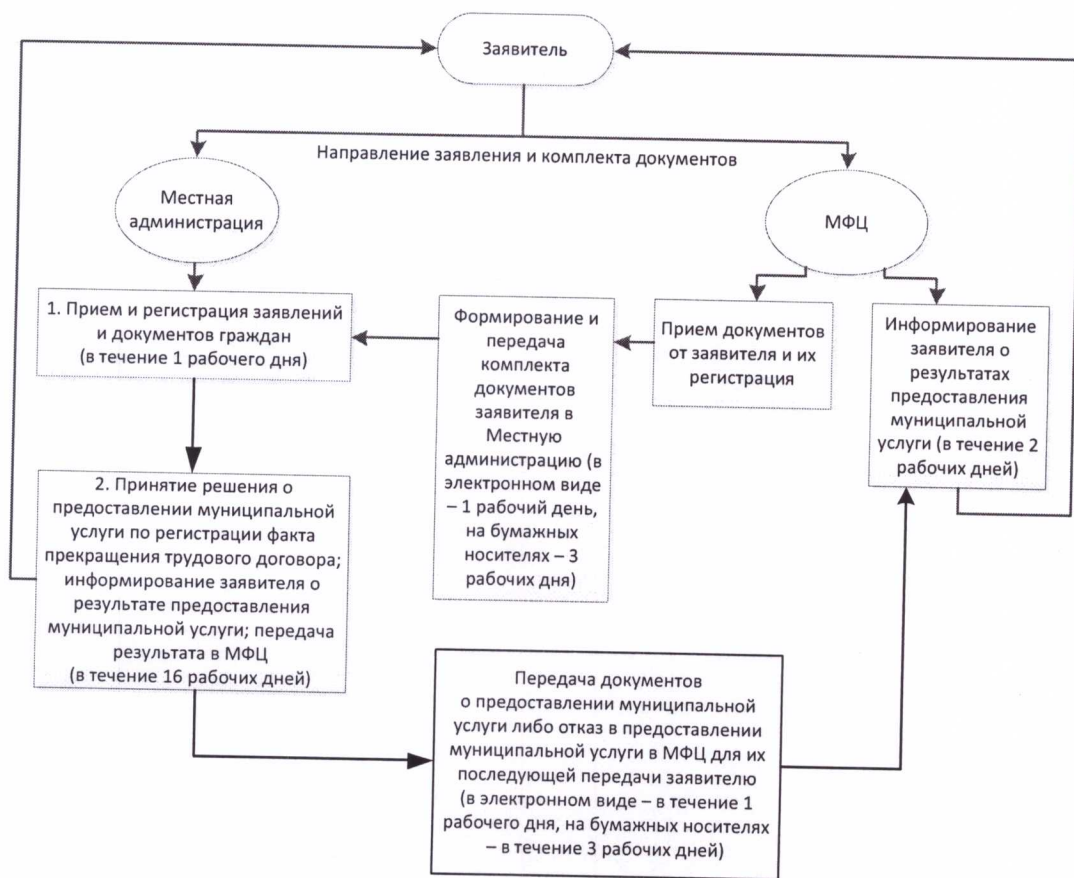 Заявитель
Направление заявления и комплекта документов
Местная
администрация
МФЦ
1. Прием и регистрация заявлений
и документов граждан
(в течение 1 рабочего дня)
Формирование и
передача
комплекта
документов
заявителя в
Местную
администрацию (в
электронном виде
– 1 рабочий день,
на бумажных
носителях – 3
рабочих дня)
Прием документов
от заявителя и их
регистрация
Информирование
заявителя о
результатах
предоставления
муниципальной
услуги (в течение 2
рабочих дней)
2. Принятие решения о
предоставлении муниципальной
услуги по регистрации факта
прекращения трудового договора;
информирование заявителя о
результате предоставления
муниципальной услуги; передача
результата в МФЦ
(в течение 16 рабочих дней)
Передача документов
о предоставлении муниципальной
услуги либо отказ в предоставлении
муниципальной услуги в МФЦ для их
последующей передачи заявителю
(в электронном виде – в течение 1
рабочего дня, на бумажных носителях
– в течение 3 рабочих дней)